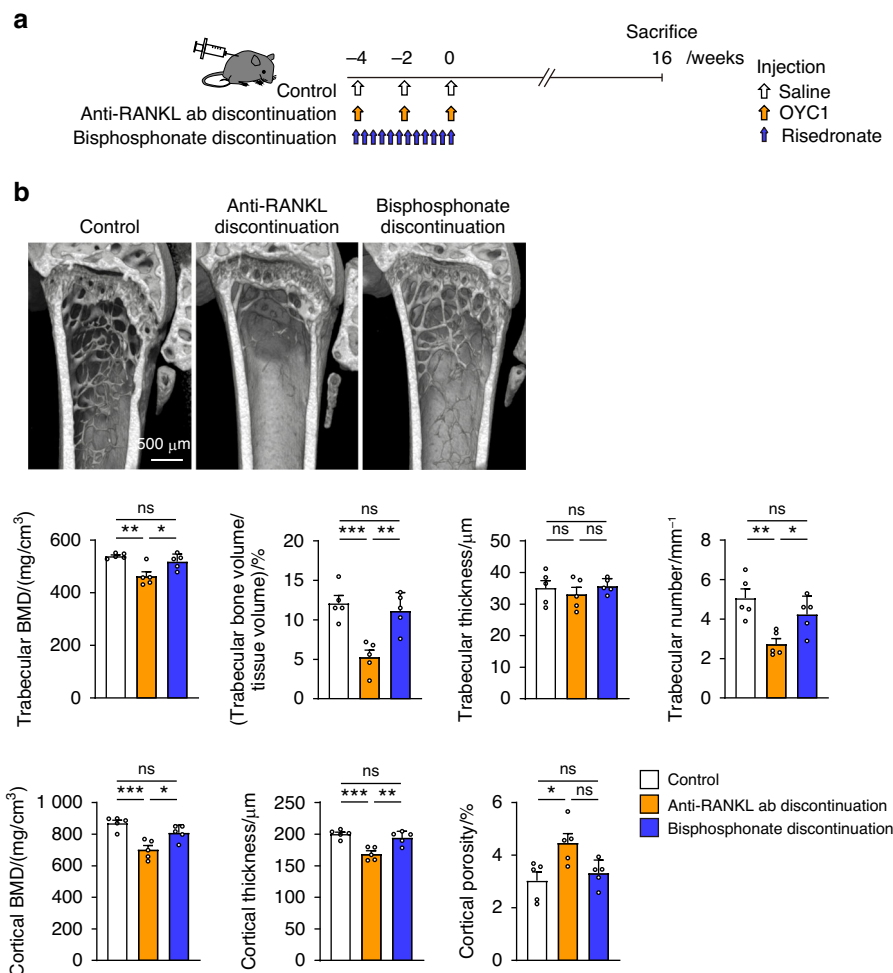 a
Sacrifice
–4 –2 0 16 /weeks
Control
Anti-RANKL ab discontinuation
Bisphosphonate discontinuation
Injection
Saline
OYC1
Risedronate
b
Control
Anti-RANKL
discontinuation
Bisphosphonate
discontinuation
500 μm
Trabecular BMD/(mg/cm³)
600
400
200
0
ns
** *
(Trabecular bone volume/
tissue volume)/%
20
15
10
5
0
ns
*** **
Trabecular thickness/μm
50
40
30
20
10
0
ns
ns ns
Trabecular number/mm⁻¹
8
6
4
2
0
ns
** *
Cortical BMD/(mg/cm³)
1 000
800
600
400
200
0
ns
*** *
Cortical thickness/μm
250
200
150
100
50
0
ns
*** **
Cortical porosity/%
6
4
2
0
ns
* ns
Control
Anti-RANKL ab discontinuation
Bisphosphonate discontinuation